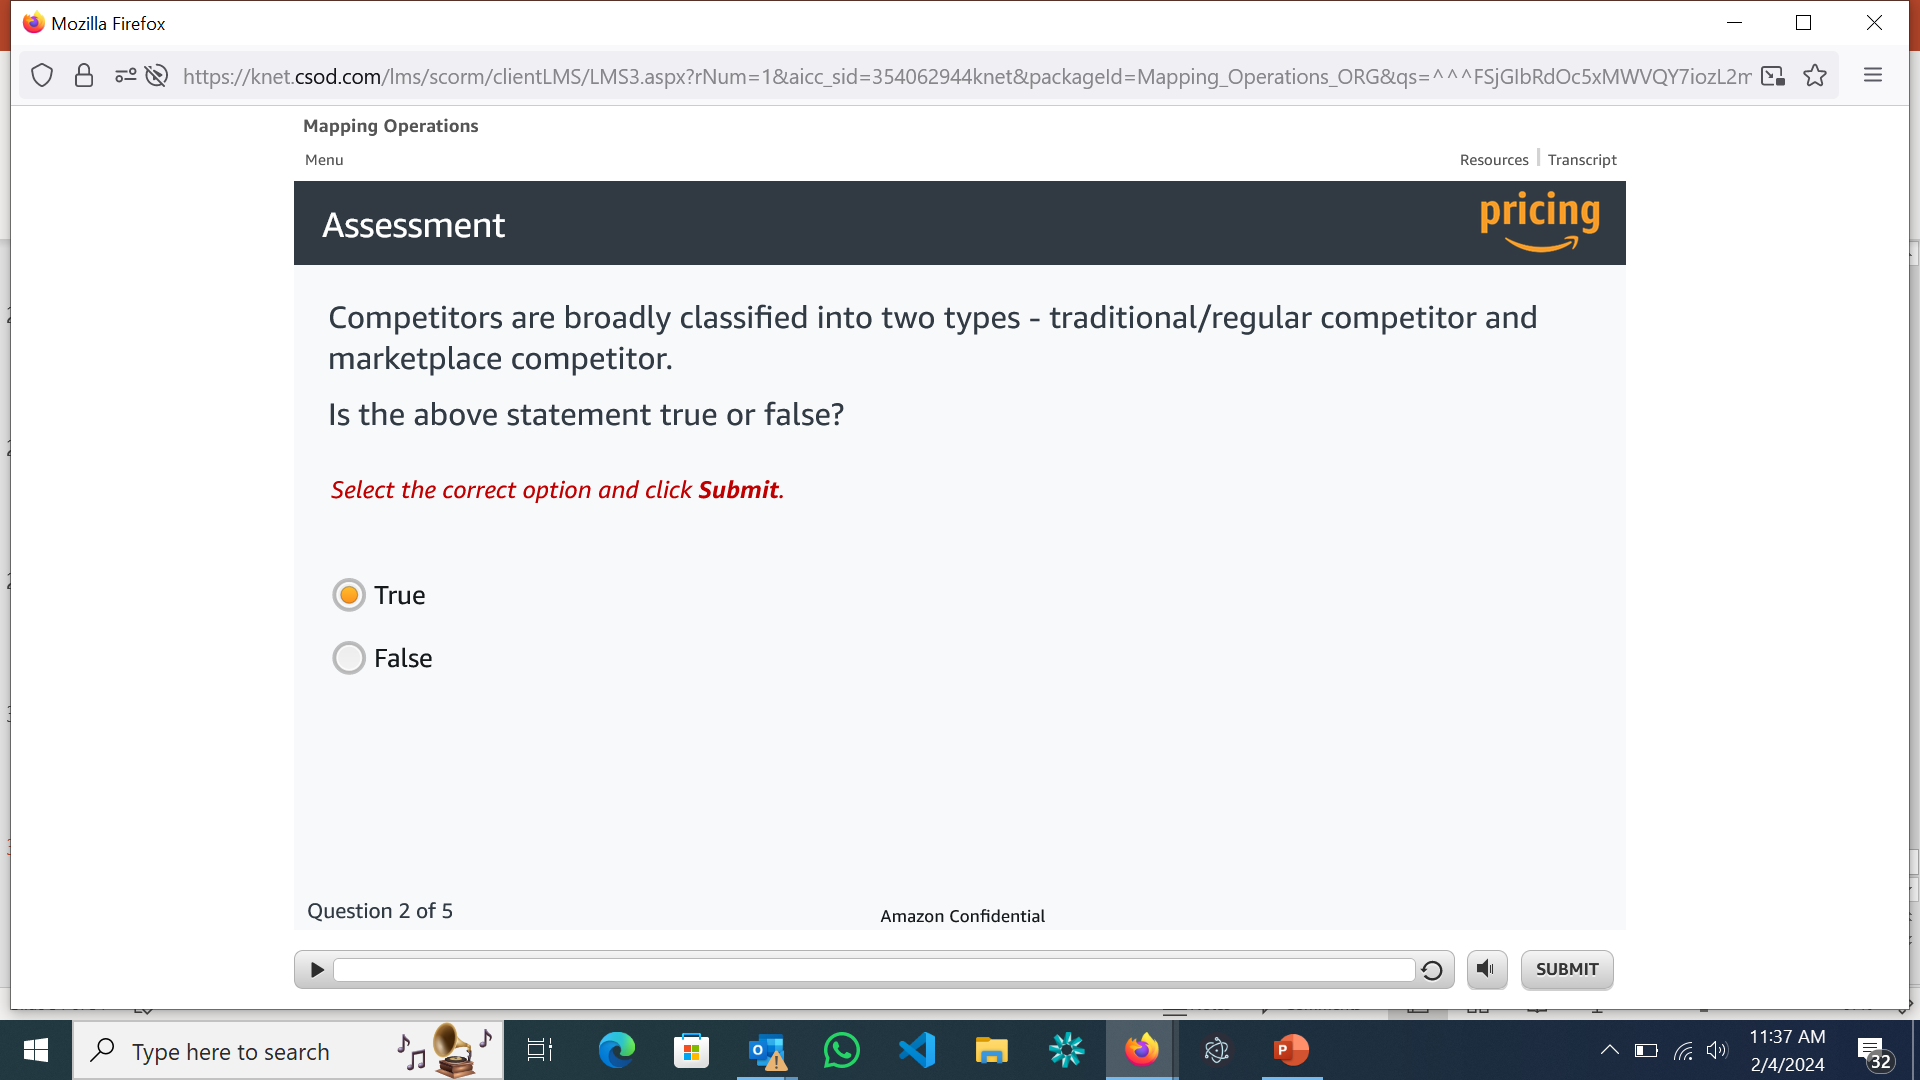 Mozilla Firefox
https://knet.csod.com/lms/scorm/clientLMS/LMS3.aspx?rNum=1&aicc_sid=354062944knet&packageId=Mapping_Operations_ORG&qs=^^^FSjGIbRdOc5xMWVQY7iozL2m
Mapping Operations
Menu
Resources
Transcript
Assessment
pricing
Competitors are broadly classified into two types - traditional/regular competitor and
marketplace competitor.
Is the above statement true or false?
Select the correct option and click Submit.
True
False
Question 2 of 5
Amazon Confidential
SUBMIT
Type here to search
11:37 AM
2/4/2024
32